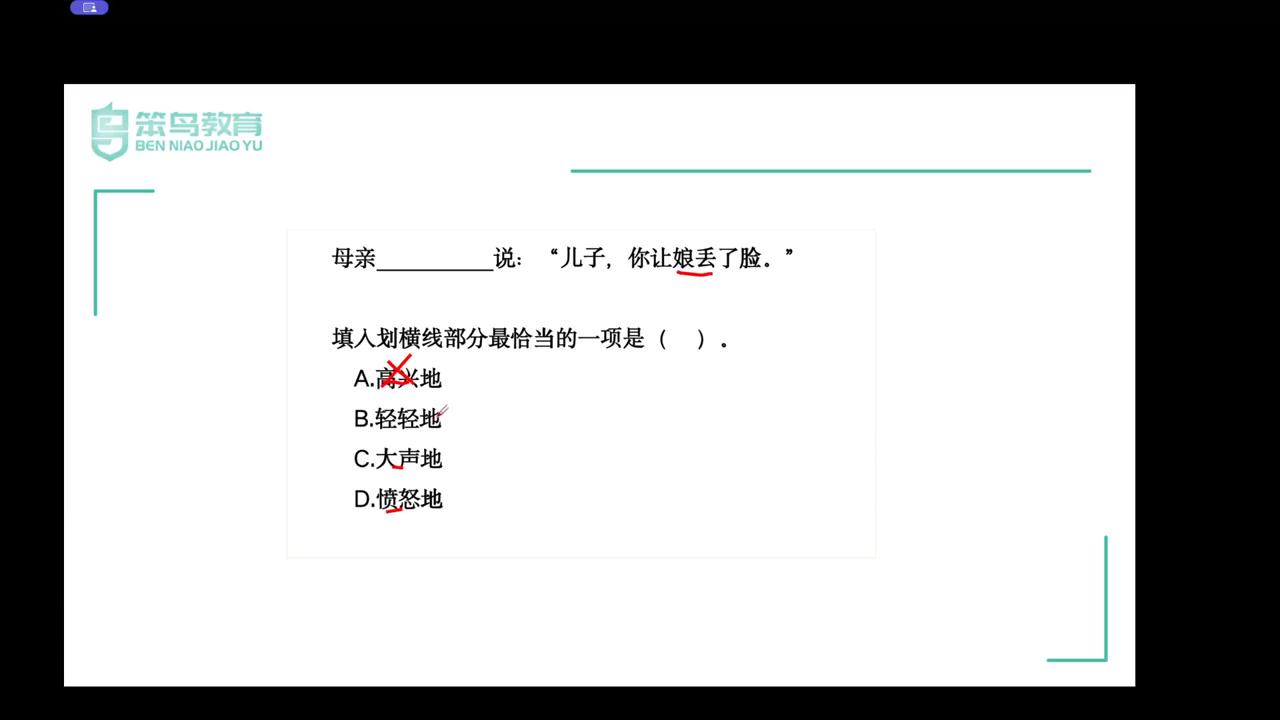 笨鸟教育
BEN NIAO JIAO YU
母亲__________说：“儿子，你让娘丢了脸。”
填入划横线部分最恰当的一项是（ ）。
A.高兴地
B.轻轻地
C.大声地
D.愤怒地